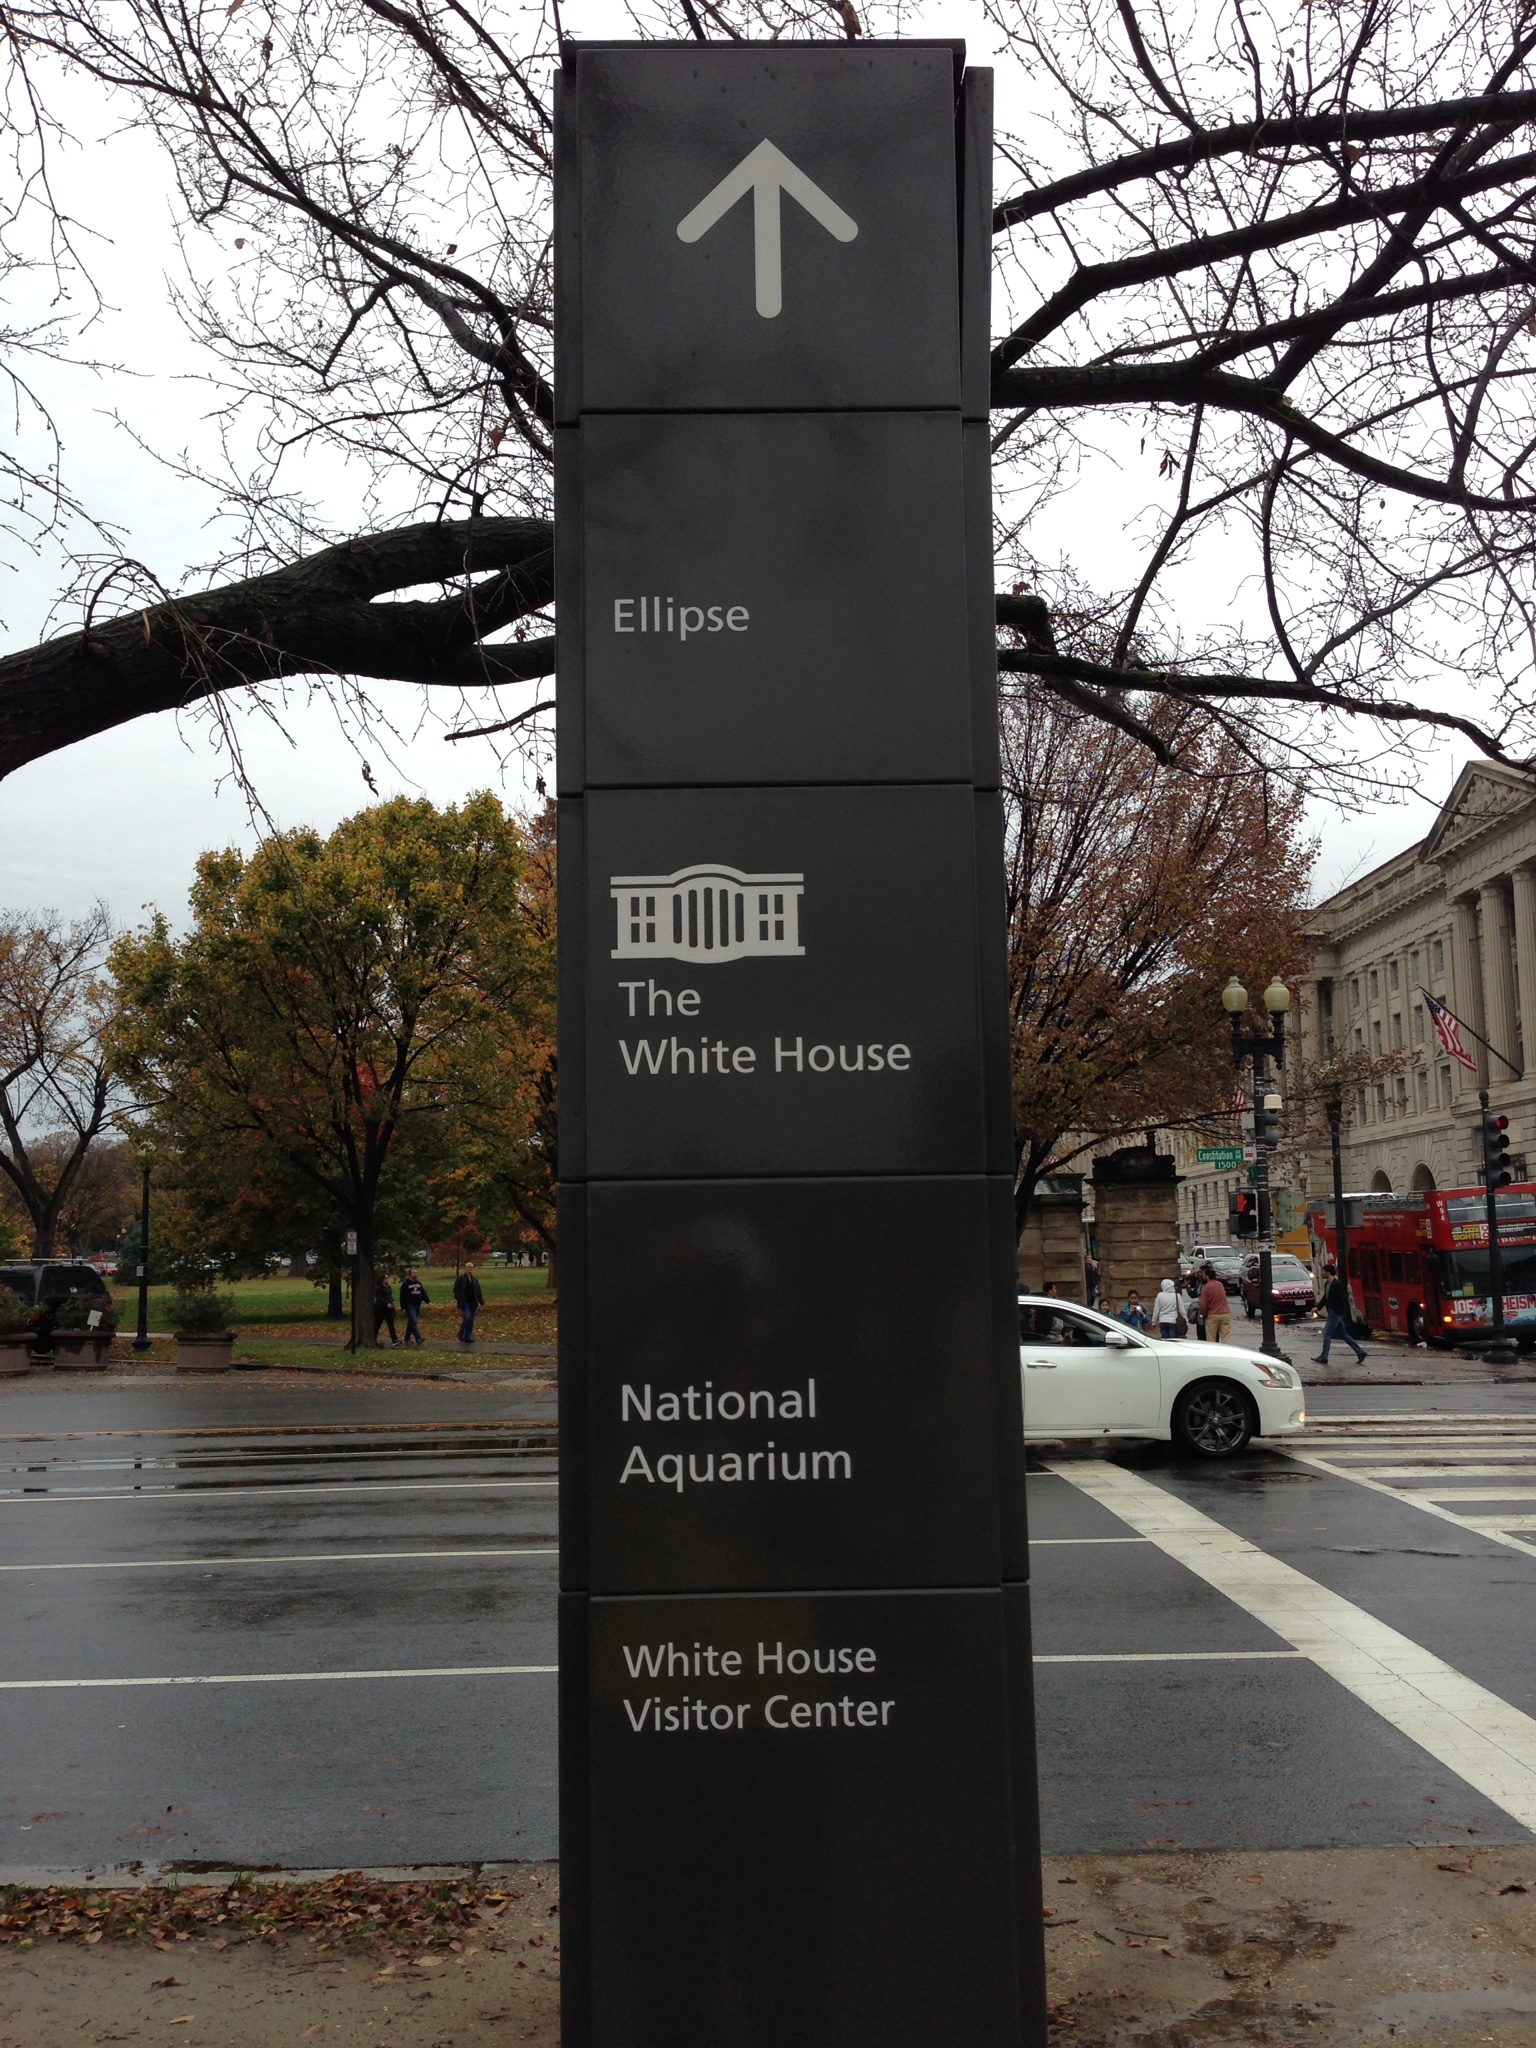 Ellipse
The
White House
National
Aquarium
White House
Visitor Center
Constitution
1500